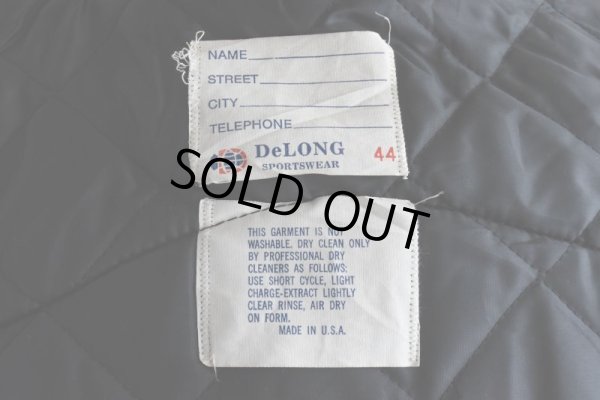 NAME
STREET
CITY
TELEPHONE
DeLONG 44
SPORTSWEAR
SOLD OUT
THIS GARMENT IS NOT
WASHABLE. DRY CLEAN ONLY
BY PROFESSIONAL DRY
CLEANERS AS FOLLOWS:
USE SHORT CYCLE, LIGHT
CHARGE-EXTRACT LIGHTLY
CLEAR RINSE, AIR DRY
ON FORM.
MADE IN U.S.A.